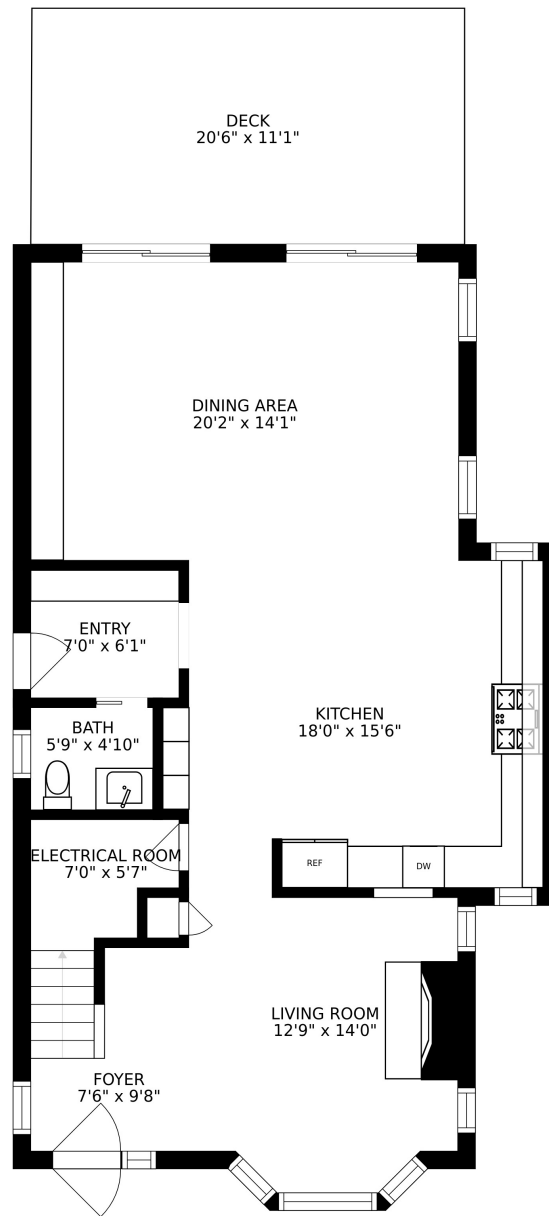 DECK
20'6" x 11'1"
DINING AREA
20'2" x 14'1"
ENTRY
7'0" x 6'1"
BATH
5'9" x 4'10"
KITCHEN
18'0" x 15'6"
ELECTRICAL ROOM
7'0" x 5'7"
REF
DW
LIVING ROOM
12'9" x 14'0"
FOYER
7'6" x 9'8"